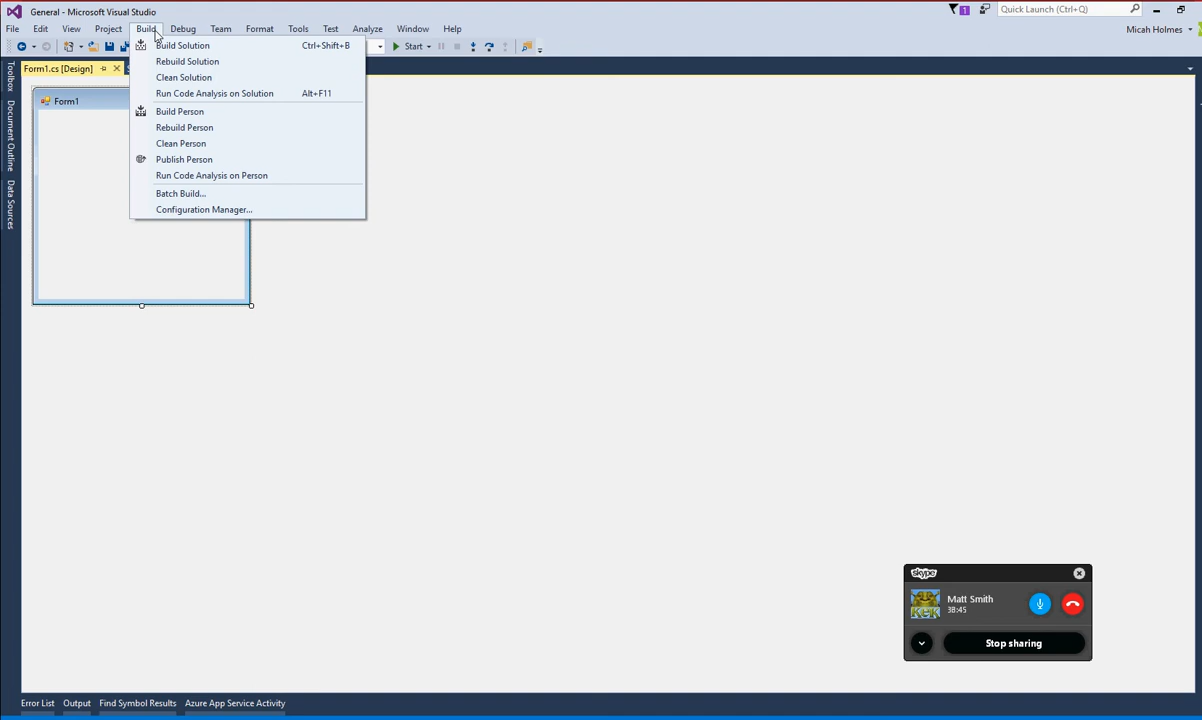 General - Microsoft Visual Studio
1
Quick Launch (Ctrl+Q)
File Edit View Project Build Debug Team Format Tools Test Analyze Window Help
Micah Holmes
Start
Form1.cs [Design]
Toolbox
Document Outline
Data Sources
Form1
Build Solution Ctrl+Shift+B
Rebuild Solution
Clean Solution
Run Code Analysis on Solution Alt+F11
Build Person
Rebuild Person
Clean Person
Publish Person
Run Code Analysis on Person
Batch Build...
Configuration Manager...
skype
Matt Smith
38:45
KEK
Stop sharing
Error List Output Find Symbol Results Azure App Service Activity